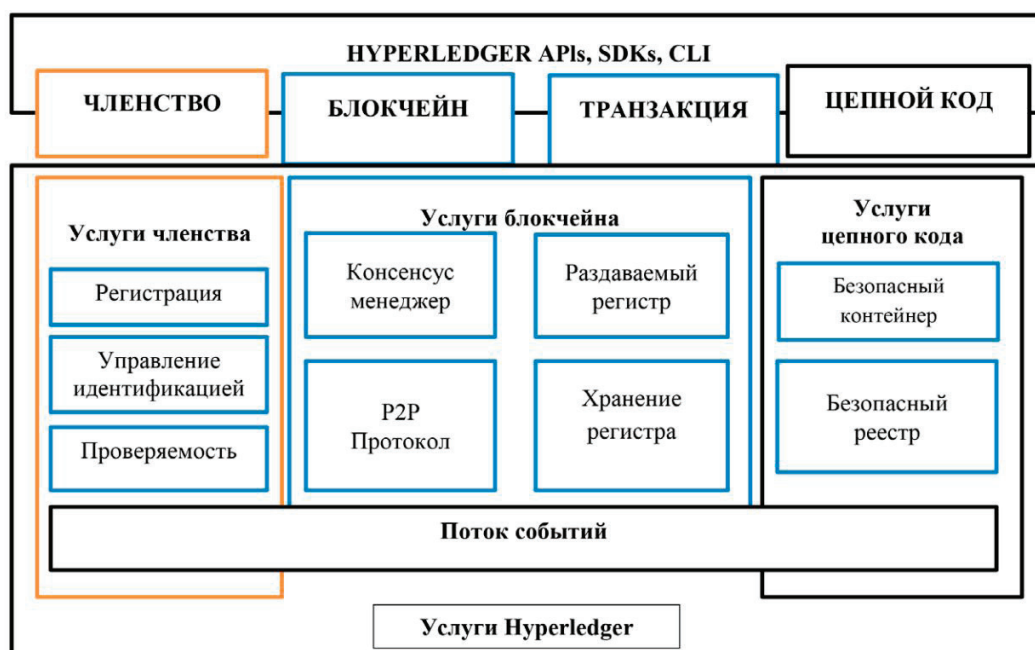 HYPERLEDGER APIs, SDKs, CLI
ЧЛЕНСТВО
БЛОКЧЕЙН
ТРАНЗАКЦИЯ
ЦЕПНОЙ КОД
Услуги членства
Регистрация
Управление
идентификацией
Проверяемость
Услуги блокчейна
Консенсус
менеджер
Раздаваемый
регистр
P2P
Протокол
Хранение
регистра
Услуги
цепного кода
Безопасный
контейнер
Безопасный
реестр
Поток событий
Услуги Hyperledger